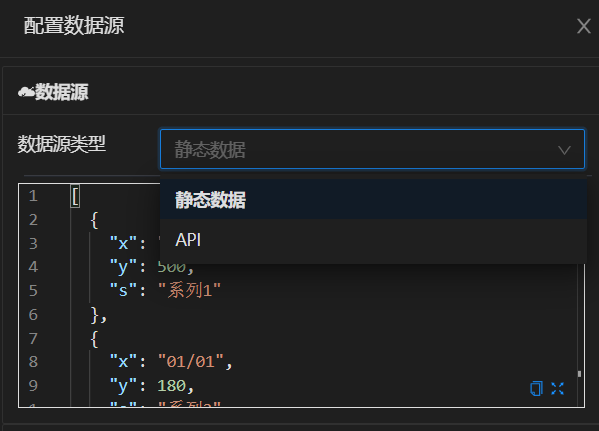 配置数据源
数据源
数据源类型
静态数据
静态数据
API
1 [
2 {
3 "x":
4 "y": 500,
5 "s": "系列1"
6 },
7 {
8 "x": "01/01",
9 "y": 180,